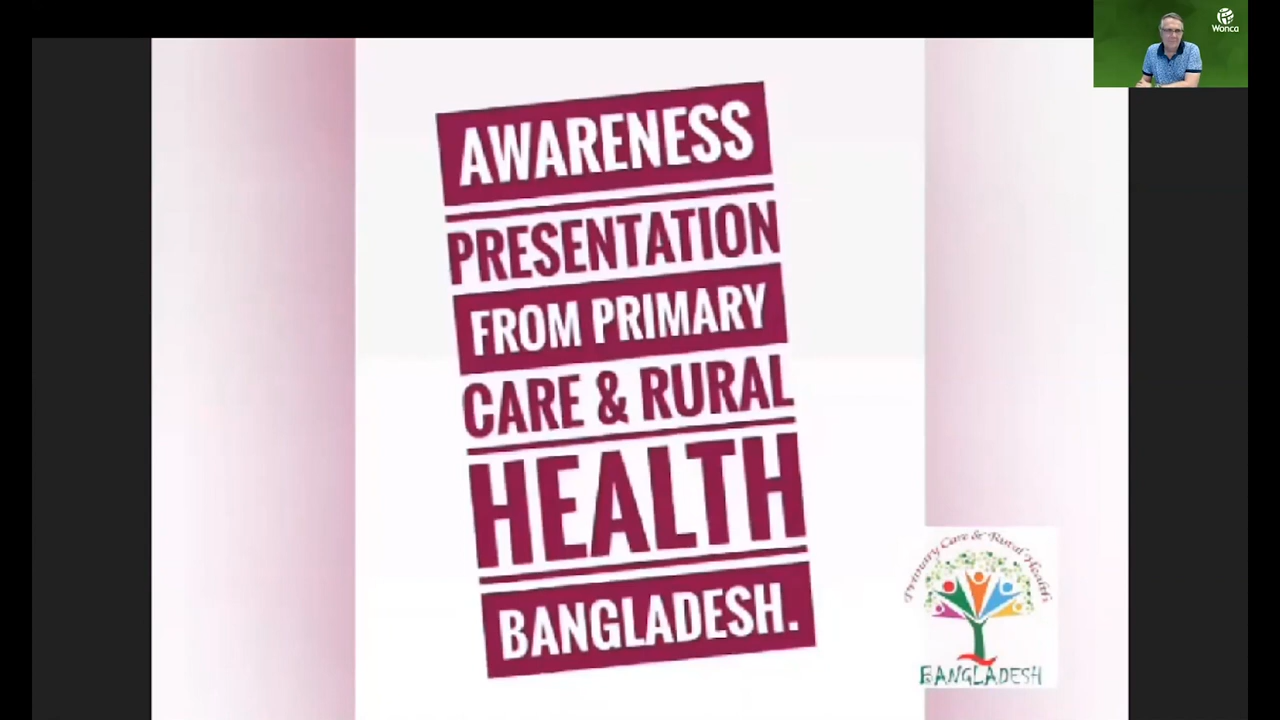 Wonca
AWARENESS
PRESENTATION
FROM PRIMARY
CARE & RURAL
HEALTH
BANGLADESH.
Primary Care & Rural Health
BANGLADESH